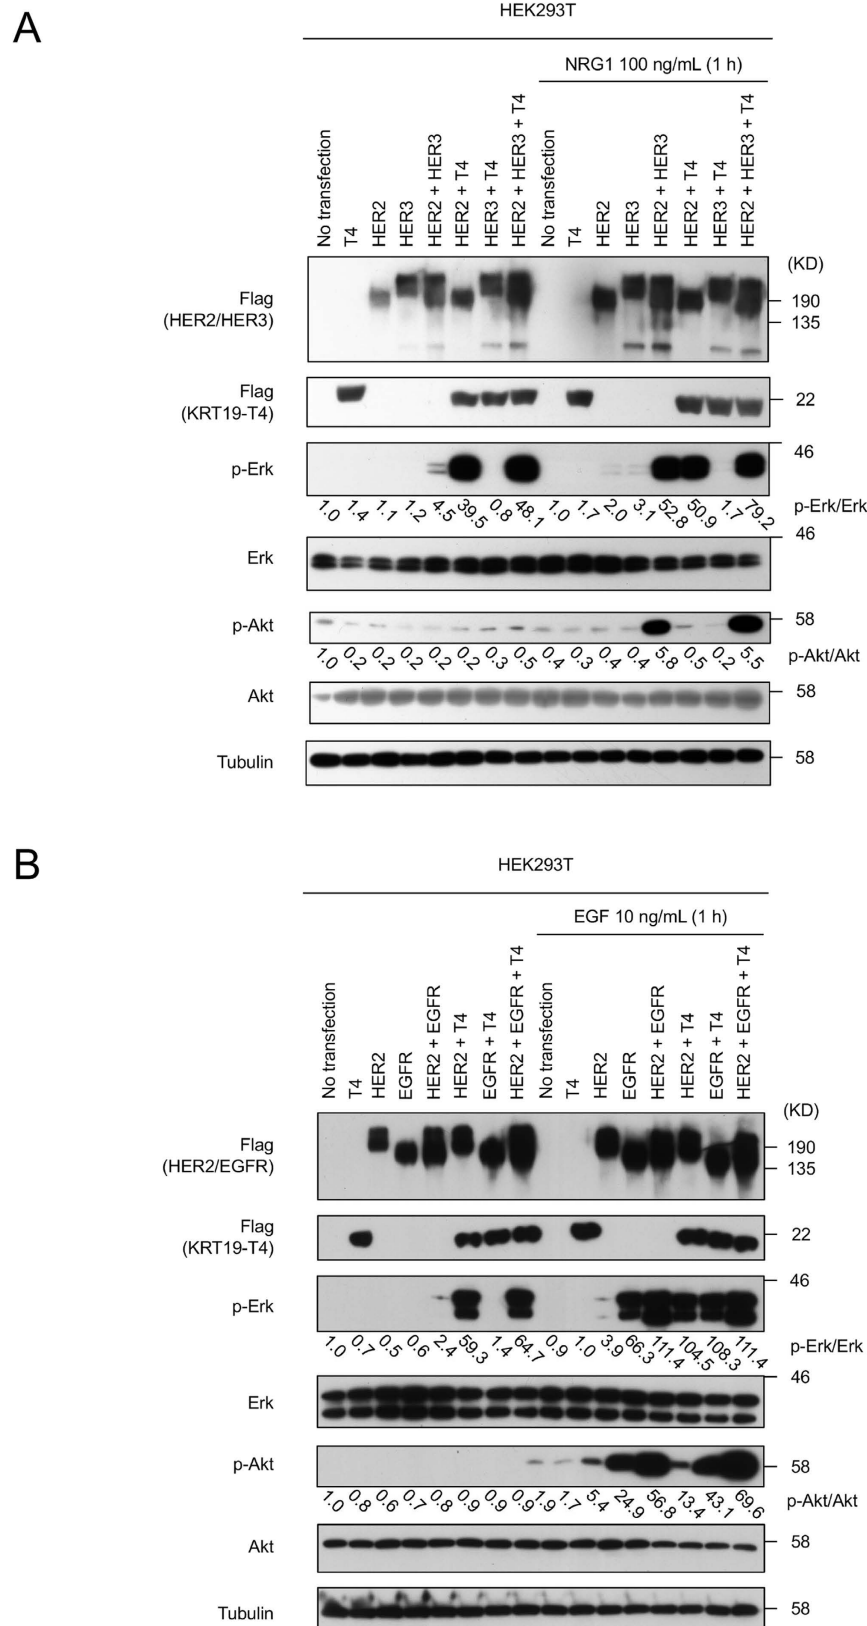 A
HEK293T
NRG1 100 ng/mL (1 h)
No transfection
T4
HER2
HER3
HER2 + HER3
HER2 + T4
HER3 + T4
HER2 + HER3 + T4
No transfection
T4
HER2
HER3
HER2 + HER3
HER2 + T4
HER3 + T4
HER2 + HER3 + T4
(KD)
Flag
(HER2/HER3)
190
135
Flag
(KRT19-T4)
22
p-Erk
46
1.0 1.4 1.1 1.2 4.5 39.5 0.8 48.1 1.0 1.7 2.0 3.1 52.8 50.9 1.7 79.2 p-Erk/Erk
46
Erk
p-Akt
58
1.0 0.2 0.2 0.2 0.2 0.2 0.3 0.5 0.4 0.3 0.4 0.4 5.8 0.5 0.2 5.5 p-Akt/Akt
Akt
58
Tubulin
58
B
HEK293T
EGF 10 ng/mL (1 h)
No transfection
T4
HER2
EGFR
HER2 + EGFR
HER2 + T4
EGFR + T4
HER2 + EGFR + T4
No transfection
T4
HER2
EGFR
HER2 + EGFR
HER2 + T4
EGFR + T4
HER2 + EGFR + T4
(KD)
Flag
(HER2/EGFR)
190
135
Flag
(KRT19-T4)
22
p-Erk
46
1.0 0.7 0.5 0.6 2.4 59.3 1.4 64.7 0.9 1.0 3.9 66.3 111.4 104.5 108.3 111.4 p-Erk/Erk
46
Erk
p-Akt
58
1.0 0.8 0.6 0.7 0.8 0.9 0.9 0.9 1.9 1.7 5.4 24.9 56.8 13.4 43.1 69.6 p-Akt/Akt
Akt
58
Tubulin
58